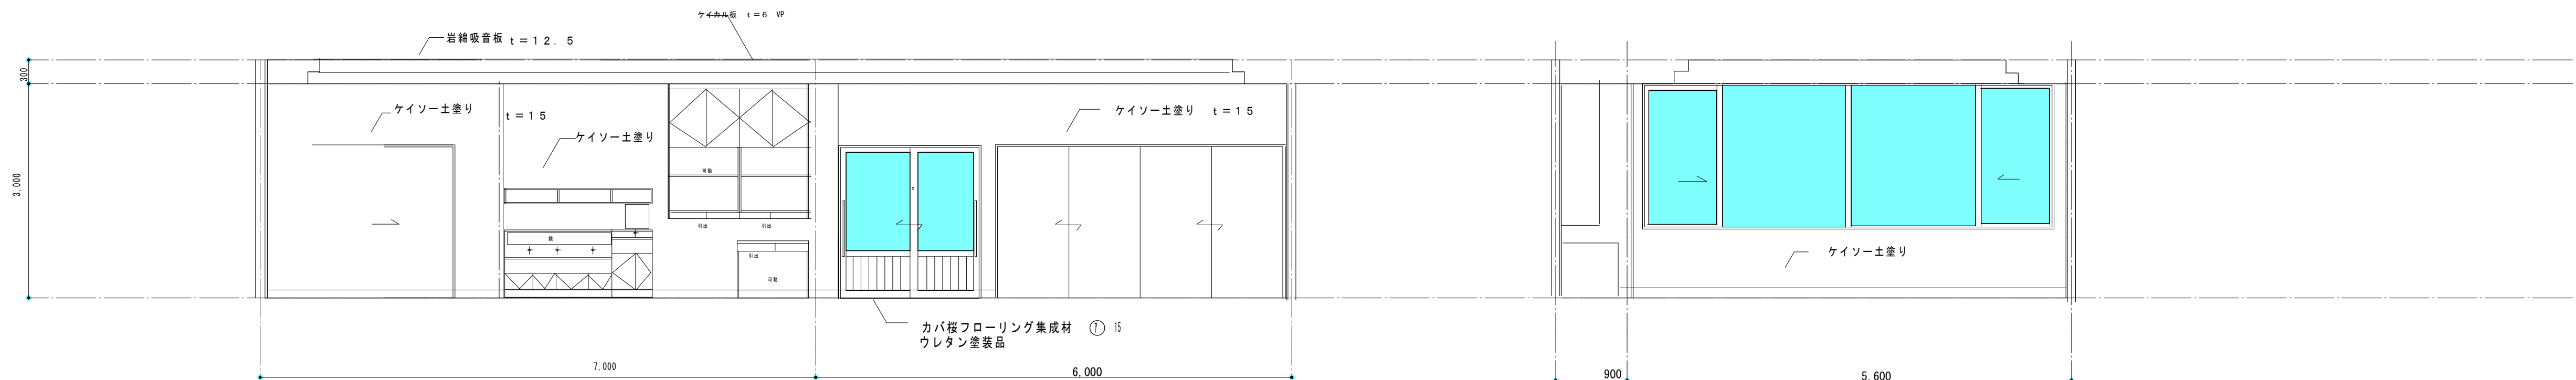 ケイカル板 t=6 VP
岩綿吸音板 t=12.5
300
3,000
ケイソー土塗り
t=15
ケイソー土塗り
可動
引出
引出
鏡
引出
可動
ケイソー土塗り t=15
ケイソー土塗り
カバ桜フローリング集成材 ㋐ 15
ウレタン塗装品
7,000
6,000
900
5,600